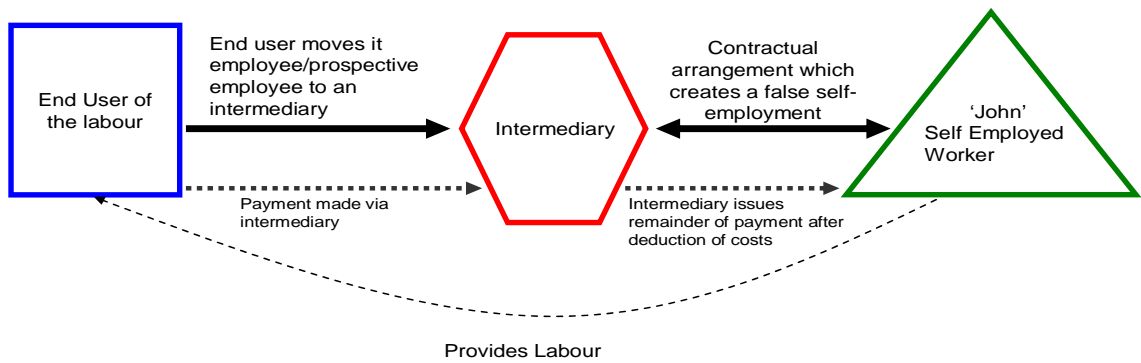 End User of
the labour
End user moves it
employee/prospective
employee to an
intermediary
Payment made via
intermediary
Intermediary
Contractual
arrangement which
creates a false self-
employment
Intermediary issues
remainder of payment after
deduction of costs
‘John’
Self Employed
Worker
Provides Labour